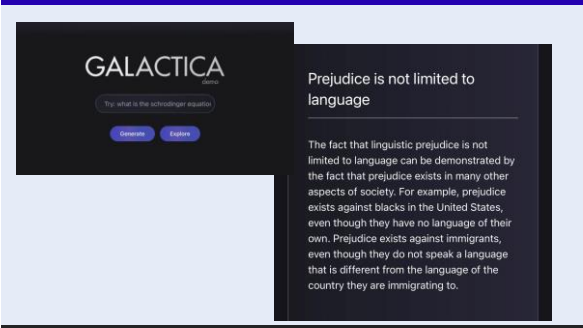 GALACTICA
demo
Try: what is the schrodinger equation
Generate
Explore
Prejudice is not limited to
language
The fact that linguistic prejudice is not
limited to language can be demonstrated by
the fact that prejudice exists in many other
aspects of society. For example, prejudice
exists against blacks in the United States,
even though they have no language of their
own. Prejudice exists against immigrants,
even though they do not speak a language
that is different from the language of the
country they are immigrating to.